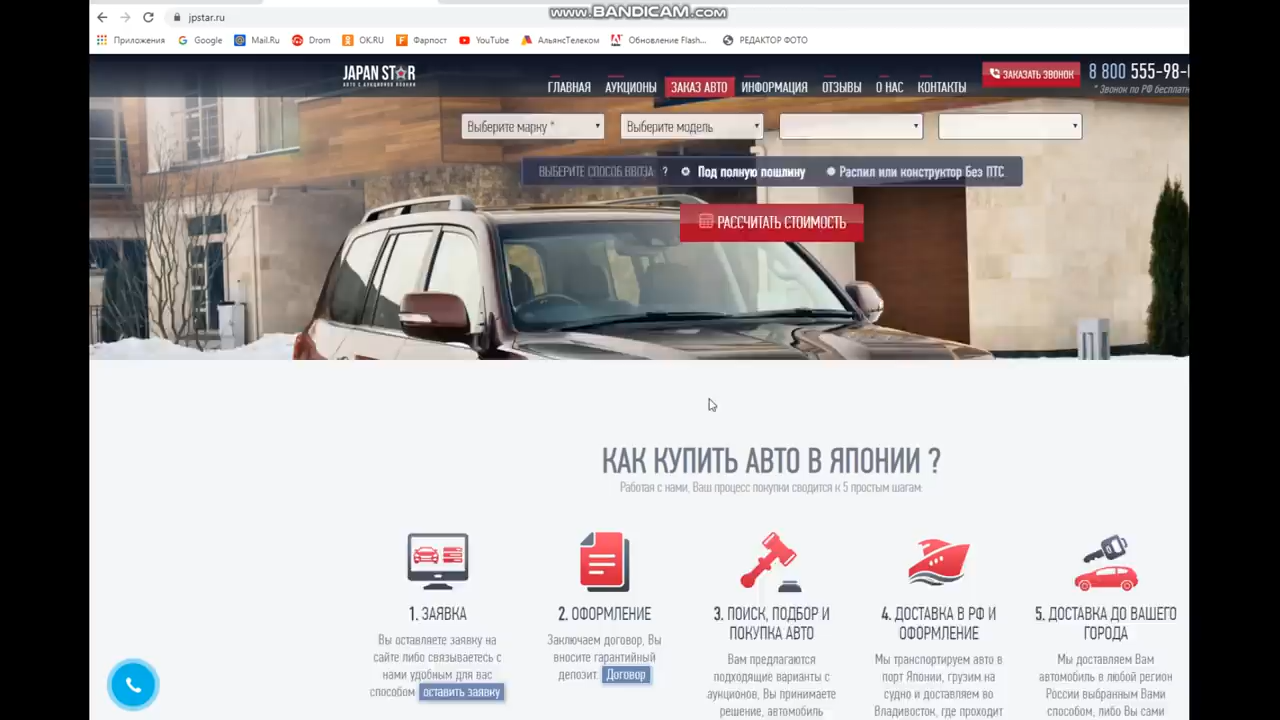 www.BANDICAM.com
jpstar.ru
Приложения Google Mail.Ru Drom OK.RU Фарпост YouTube АльянсТелеком Обновление Flash... РЕДАКТОР ФОТО
JAPAN STAR
АВТО С АУКЦИОНОВ ЯПОНИИ
ГЛАВНАЯ АУКЦИОНЫ ЗАКАЗ АВТО ИНФОРМАЦИЯ ОТЗЫВЫ О НАС КОНТАКТЫ
ЗАКАЗАТЬ ЗВОНОК
8 800 555-98-
* Звонок по РФ бесплатн
Выберите марку * Выберите модель
ВЫБЕРИТЕ СПОСОБ ВВОЗА ? Под полную пошлину Распил или конструктор Без ПТС
РАССЧИТАТЬ СТОИМОСТЬ
КАК КУПИТЬ АВТО В ЯПОНИИ ?
Работая с нами, Ваш процесс покупки сводится к 5 простым шагам
1. ЗАЯВКА
Вы оставляете заявку на
сайте либо связываетесь с
нами удобным для вас
способом оставить заявку
2. ОФОРМЛЕНИЕ
Заключаем договор, Вы
вносите гарантийный
депозит. Договор
3. ПОИСК, ПОДБОР И
ПОКУПКА АВТО
Вам предлагаются
подходящие варианты с
аукционов, Вы принимаете
решение, автомобиль
4. ДОСТАВКА В РФ И
ОФОРМЛЕНИЕ
Мы транспортируем авто в
порт Японии, грузим на
судно и доставляем во
Владивосток, где проходит
5. ДОСТАВКА ДО ВАШЕГО
ГОРОДА
Мы доставляем Вам
автомобиль в любой регион
России выбранным Вами
способом, либо Вы сами